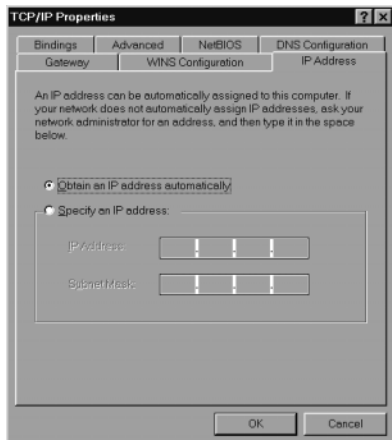 TCP/IP Properties
Bindings Advanced NetBIOS DNS Configuration
Gateway WINS Configuration IP Address
An IP address can be automatically assigned to this computer. If
your network does not automatically assign IP addresses, ask your
network administrator for an address, and then type it in the space
below.
Obtain an IP address automatically
Specify an IP address:
IP Address:
Subnet Mask:
OK Cancel